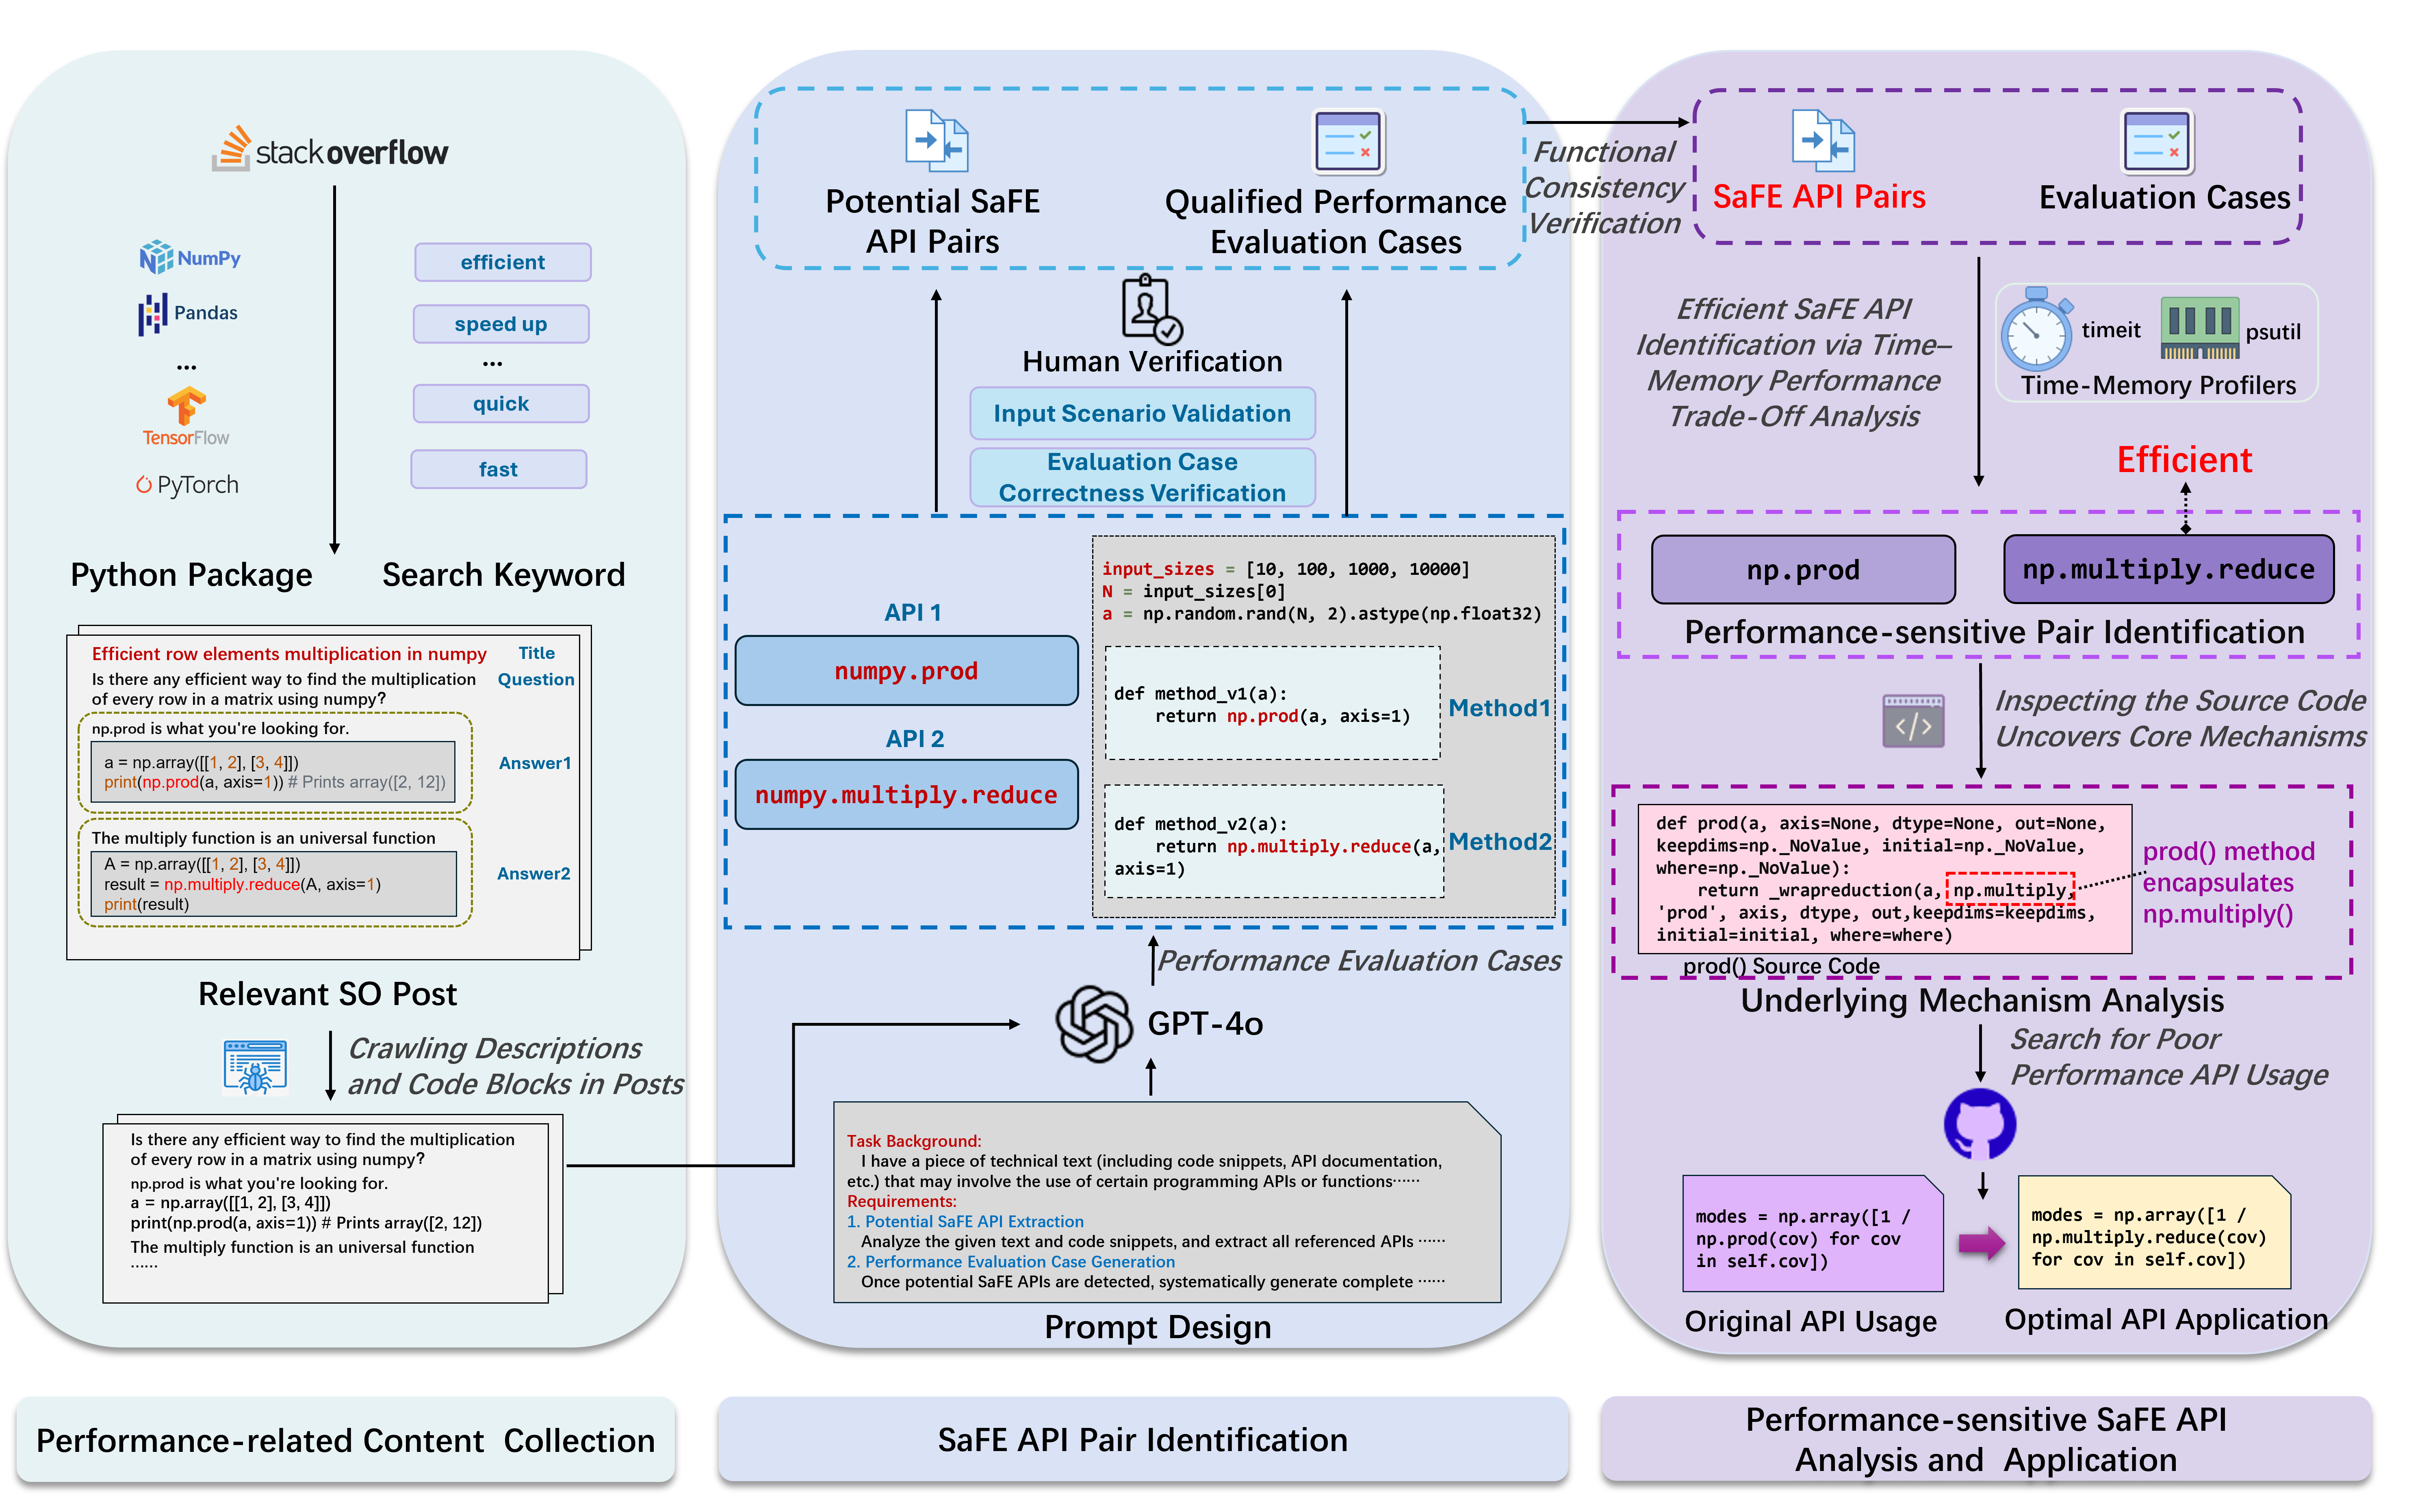 stackoverflow
NumPy
Pandas
...
TensorFlow
PyTorch
efficient
speed up
...
quick
fast
Python Package
Search Keyword
Efficient row elements multiplication in numpy
Title
Is there any efficient way to find the multiplication
of every row in a matrix using numpy?
Question
np.prod is what you're looking for.
a = np.array([[1, 2], [3, 4]])
print(np.prod(a, axis=1)) # Prints array([2, 12])
Answer1
The multiply function is an universal function
A = np.array([[1, 2], [3, 4]])
result = np.multiply.reduce(A, axis=1)
print(result)
Answer2
Relevant SO Post
Crawling Descriptions
and Code Blocks in Posts
Is there any efficient way to find the multiplication
of every row in a matrix using numpy?
np.prod is what you're looking for.
a = np.array([[1, 2], [3, 4]])
print(np.prod(a, axis=1)) # Prints array([2, 12])
The multiply function is an universal function
······
Performance-related Content Collection
Potential SaFE
API Pairs
Qualified Performance
Evaluation Cases
Human Verification
Input Scenario Validation
Evaluation Case
Correctness Verification
API 1
numpy.prod
API 2
numpy.multiply.reduce
input_sizes = [10, 100, 1000, 10000]
N = input_sizes[0]
a = np.random.rand(N, 2).astype(np.float32)
def method_v1(a):
return np.prod(a, axis=1)
Method1
def method_v2(a):
return np.multiply.reduce(a,
axis=1)
Method2
Performance Evaluation Cases
GPT-4o
Task Background:
I have a piece of technical text (including code snippets, API documentation,
etc.) that may involve the use of certain programming APIs or functions······
Requirements:
1. Potential SaFE API Extraction
Analyze the given text and code snippets, and extract all referenced APIs ······
2. Performance Evaluation Case Generation
Once potential SaFE APIs are detected, systematically generate complete ······
Prompt Design
SaFE API Pair Identification
Functional
Consistency
Verification
SaFE API Pairs
Evaluation Cases
Efficient SaFE API
Identification via Time–
Memory Performance
Trade-Off Analysis
timeit
psutil
Time-Memory Profilers
Efficient
np.prod
np.multiply.reduce
Performance-sensitive Pair Identification
Inspecting the Source Code
Uncovers Core Mechanisms
def prod(a, axis=None, dtype=None, out=None,
keepdims=np._NoValue, initial=np._NoValue,
where=np._NoValue):
return _wrapreduction(a, np.multiply,
'prod', axis, dtype, out,keepdims=keepdims,
initial=initial, where=where)
prod() method
encapsulates
np.multiply()
prod() Source Code
Underlying Mechanism Analysis
Search for Poor
Performance API Usage
modes = np.array([1 /
np.prod(cov) for cov
in self.cov])
Original API Usage
modes = np.array([1 /
np.multiply.reduce(cov)
for cov in self.cov])
Optimal API Application
Performance-sensitive SaFE API
Analysis and Application